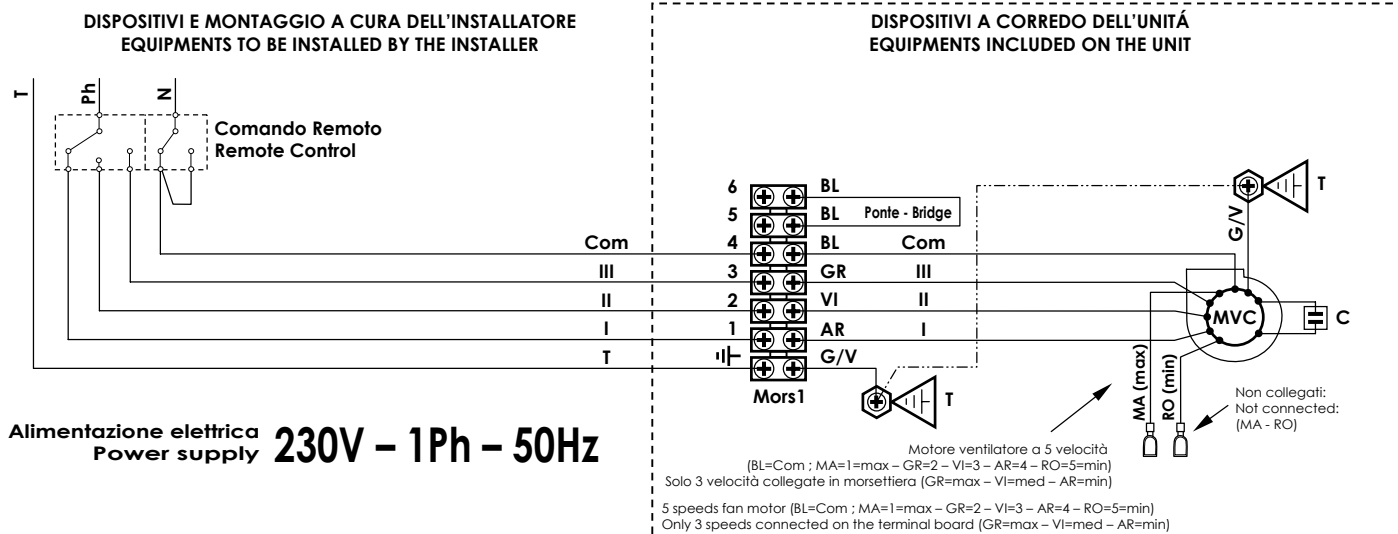 DISPOSITIVI E MONTAGGIO A CURA DELL'INSTALLATORE
EQUIPMENTS TO BE INSTALLED BY THE INSTALLER
DISPOSITIVI A CORREDO DELL'UNITÁ
EQUIPMENTS INCLUDED ON THE UNIT
T
Ph
N
Comando Remoto
Remote Control
6 BL
5 BL Ponte - Bridge
Com 4 BL Com
III 3 GR III
II 2 VI II
I 1 AR I
T G/V
Mors1
T
T
G/V
MVC
C
MA (max)
RO (min)
Non collegati:
Not connected:
(MA - RO)
Alimentazione elettrica
Power supply
230V – 1Ph – 50Hz
Motore ventilatore a 5 velocità
(BL=Com ; MA=1=max – GR=2 – VI=3 – AR=4 – RO=5=min)
Solo 3 velocità collegate in morsettiera (GR=max – VI=med – AR=min)
5 speeds fan motor (BL=Com ; MA=1=max – GR=2 – VI=3 – AR=4 – RO=5=min)
Only 3 speeds connected on the terminal board (GR=max – VI=med – AR=min)